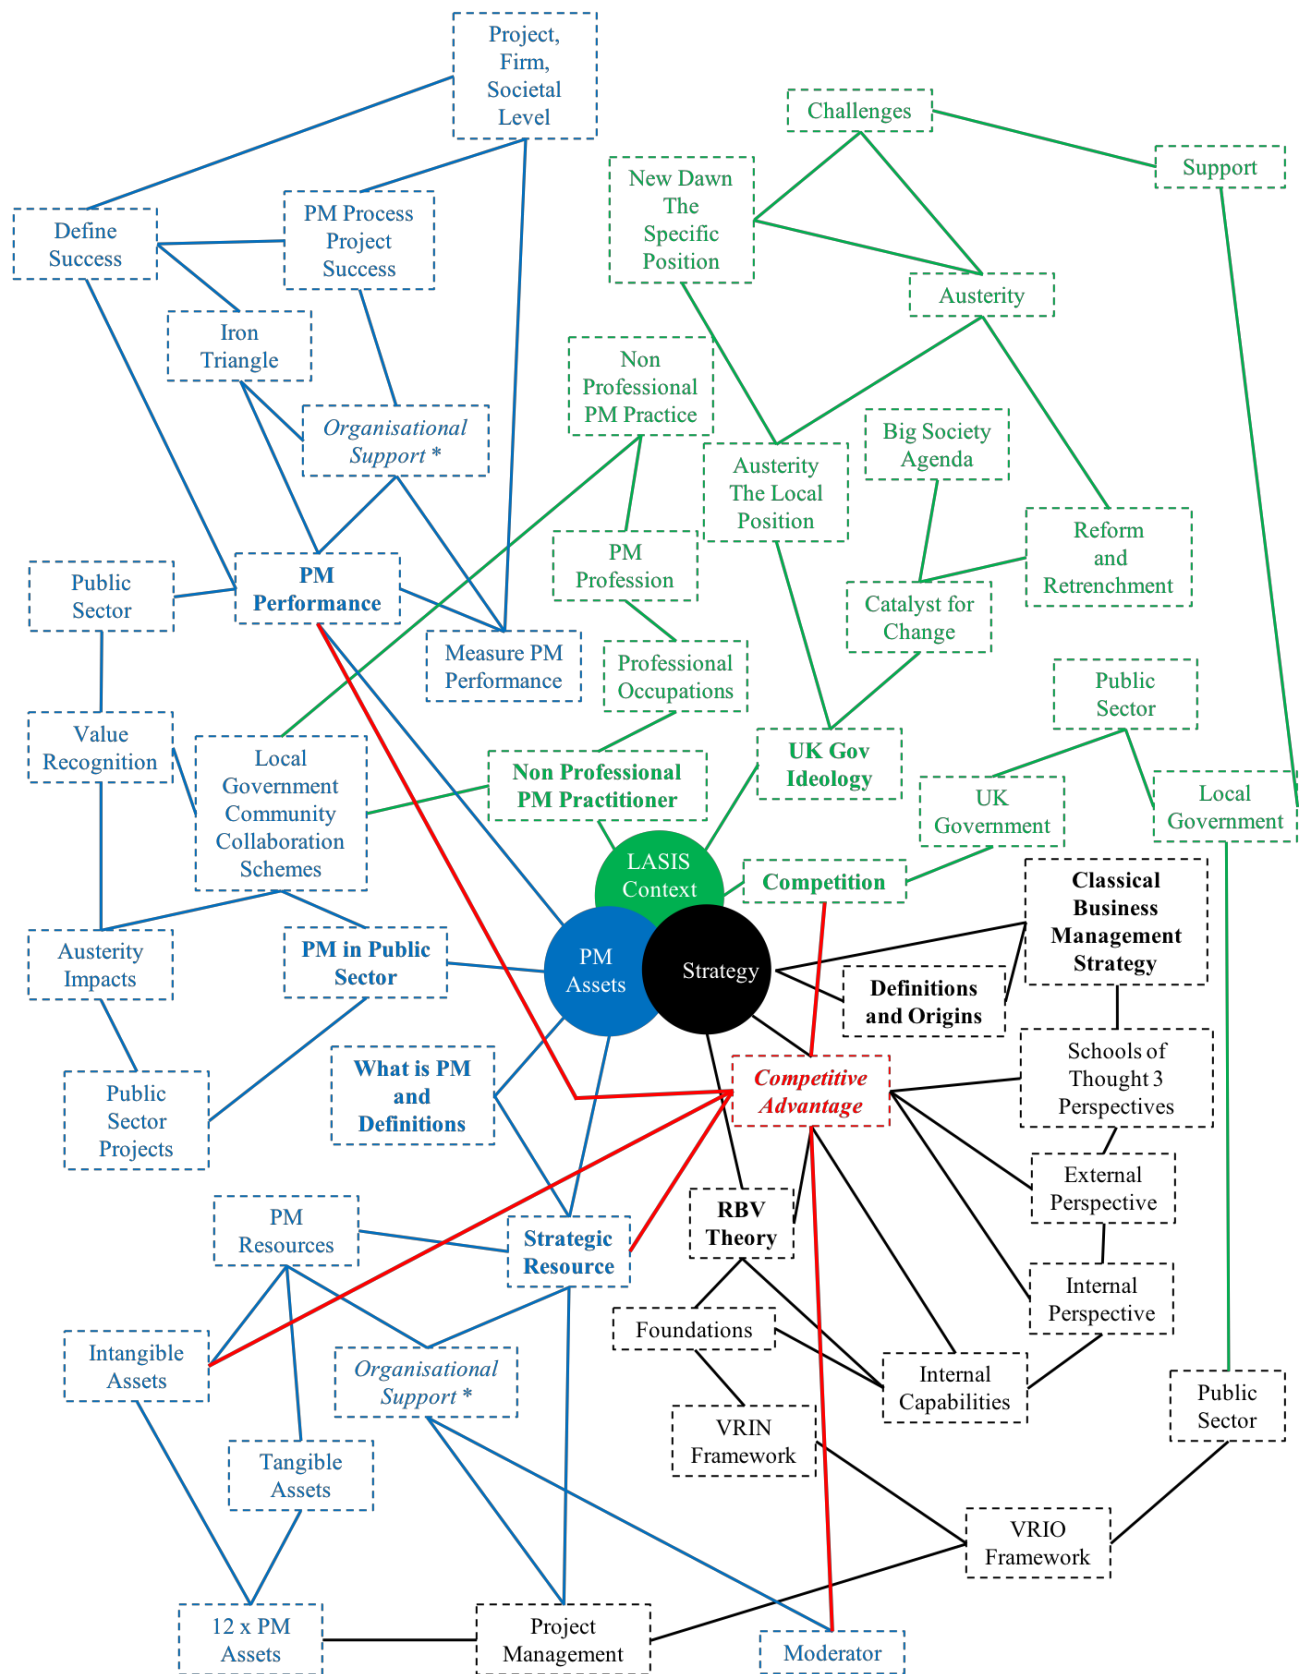 Project,
Firm,
Societal
Level
Challenges
Support
New Dawn
The
Specific
Position
PM Process
Project
Success
Define
Success
Austerity
Iron
Triangle
Non
Professional
PM Practice
Organisational
Support *
Big Society
Agenda
Austerity
The Local
Position
Reform
and
Retrenchment
PM
Profession
PM
Performance
Public
Sector
Catalyst for
Change
Measure PM
Performance
Professional
Occupations
Public
Sector
Value
Recognition
Local
Government
Community
Collaboration
Schemes
Non Professional
PM Practitioner
UK Gov
Ideology
UK
Government
Local
Government
LASIS
Context
Competition
Classical
Business
Management
Strategy
Austerity
Impacts
PM in Public
Sector
PM
Assets
Strategy
Definitions
and Origins
What is PM
and
Definitions
Competitive
Advantage
Schools of
Thought 3
Perspectives
Public
Sector
Projects
External
Perspective
PM
Resources
Strategic
Resource
RBV
Theory
Internal
Perspective
Foundations
Intangible
Assets
Organisational
Support *
Internal
Capabilities
Public
Sector
VRIN
Framework
Tangible
Assets
VRIO
Framework
12 x PM
Assets
Project
Management
Moderator